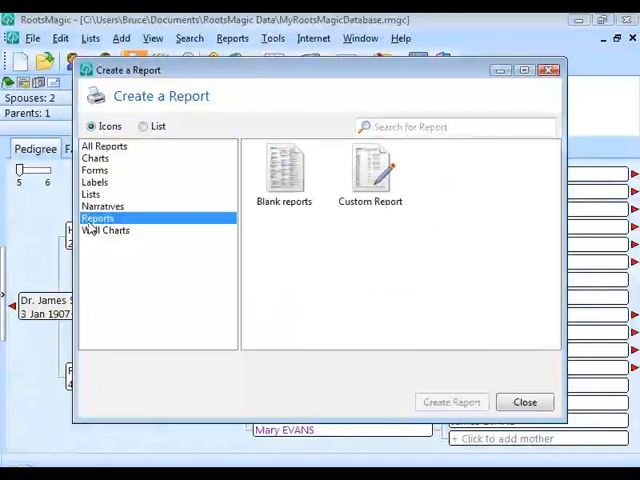 RootsMagic - [C:\Users\Bruce\Documents\RootsMagic Data\MyRootsMagicDatabase.rmgc]
File Edit Lists Add View Search Reports Tools Internet Window Help
Spouses: 2
Parents: 1
Pedigree
5 6
Dr. James
3 Jan 1907
Create a Report
Create a Report
Icons List Search for Report
All Reports
Charts
Forms
Labels
Lists
Narratives
Reports
Wall Charts
Blank reports Custom Report
Create Report Close
Mary EVANS
+ Click to add mother